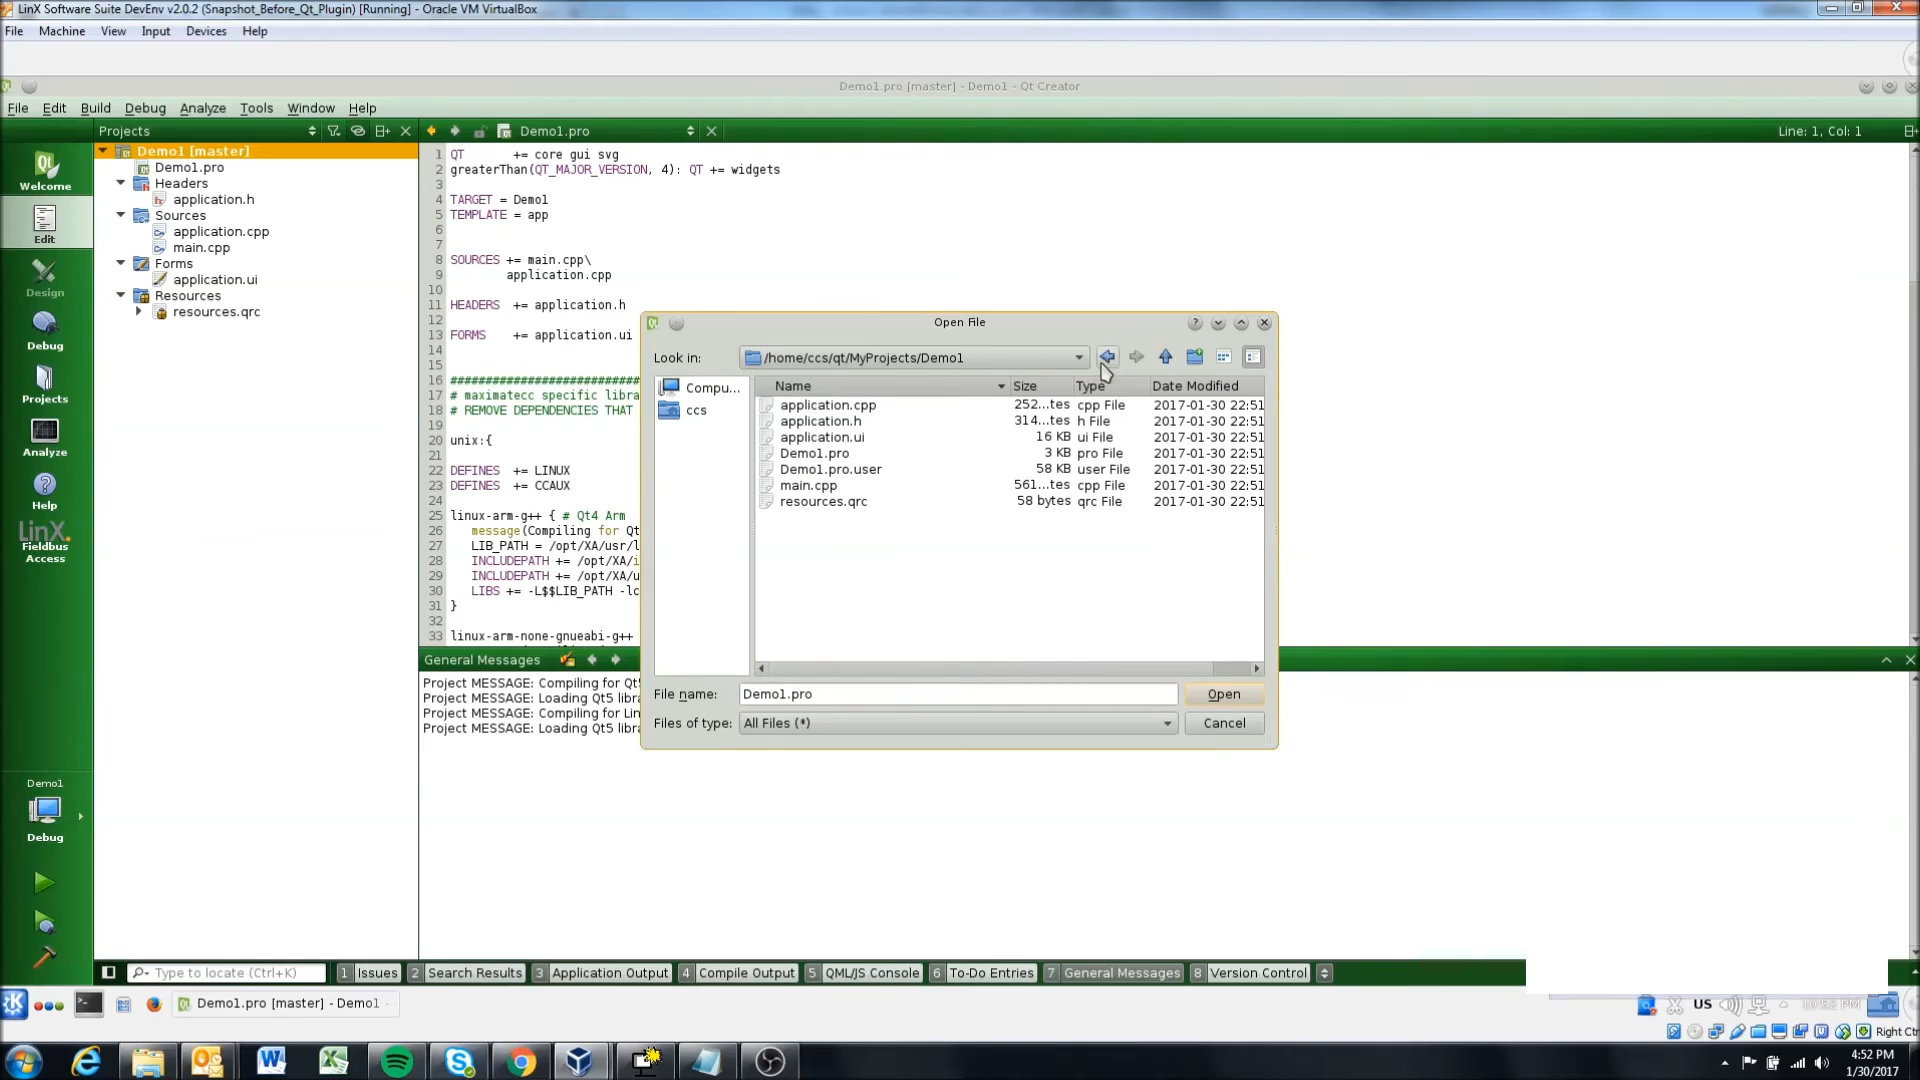 LinX Software Suite DevEnv v2.0.2 (Snapshot_Before_Qt_Plugin) [Running] - Oracle VM VirtualBox
File Machine View Input Devices Help
Demo1.pro [master] - Demo1 - Qt Creator
File Edit Build Debug Analyze Tools Window Help
Projects
Demo1.pro
Line: 1, Col: 1
Welcome
Edit
Design
Debug
Projects
Analyze
Help
LinX
Fieldbus
Access
Demo1
Debug
Demo1 [master]
Demo1.pro
Headers
application.h
Sources
application.cpp
main.cpp
Forms
application.ui
Resources
resources.qrc
1 QT += core gui svg
2 greaterThan(QT_MAJOR_VERSION, 4): QT += widgets
3
4 TARGET = Demo1
5 TEMPLATE = app
6
7
8 SOURCES += main.cpp\
9 application.cpp
10
11 HEADERS += application.h
12
13 FORMS += application.ui
14
15
16 ###########################
17 # maximatecc specific libra
18 # REMOVE DEPENDENCIES THAT
19
20 unix:{
21
22 DEFINES += LINUX
23 DEFINES += CCAUX
24
25 linux-arm-g++ { # Qt4 Arm
26 message(Compiling for Qt
27 LIB_PATH = /opt/XA/usr/l
28 INCLUDEPATH += /opt/XA/i
29 INCLUDEPATH += /opt/XA/u
30 LIBS += -L$$LIB_PATH -lc
31 }
32
33 linux-arm-none-gnueabi-g++
General Messages
Project MESSAGE: Compiling for Qt5
Project MESSAGE: Loading Qt5 libra
Project MESSAGE: Compiling for Lin
Project MESSAGE: Loading Qt5 libra
Open File
Look in: /home/ccs/qt/MyProjects/Demo1
Compu...
ccs
Name Size Type Date Modified
application.cpp 252...tes cpp File 2017-01-30 22:51
application.h 314...tes h File 2017-01-30 22:51
application.ui 16 KB ui File 2017-01-30 22:51
Demo1.pro 3 KB pro File 2017-01-30 22:51
Demo1.pro.user 58 KB user File 2017-01-30 22:51
main.cpp 561...tes cpp File 2017-01-30 22:51
resources.qrc 58 bytes qrc File 2017-01-30 22:51
File name: Demo1.pro Open
Files of type: All Files (*) Cancel
Type to locate (Ctrl+K) 1 Issues 2 Search Results 3 Application Output 4 Compile Output 5 QML/JS Console 6 To-Do Entries 7 General Messages 8 Version Control
Demo1.pro [master] - Demo1
US 10:52 PM
Right Ctrl
4:52 PM
1/30/2017